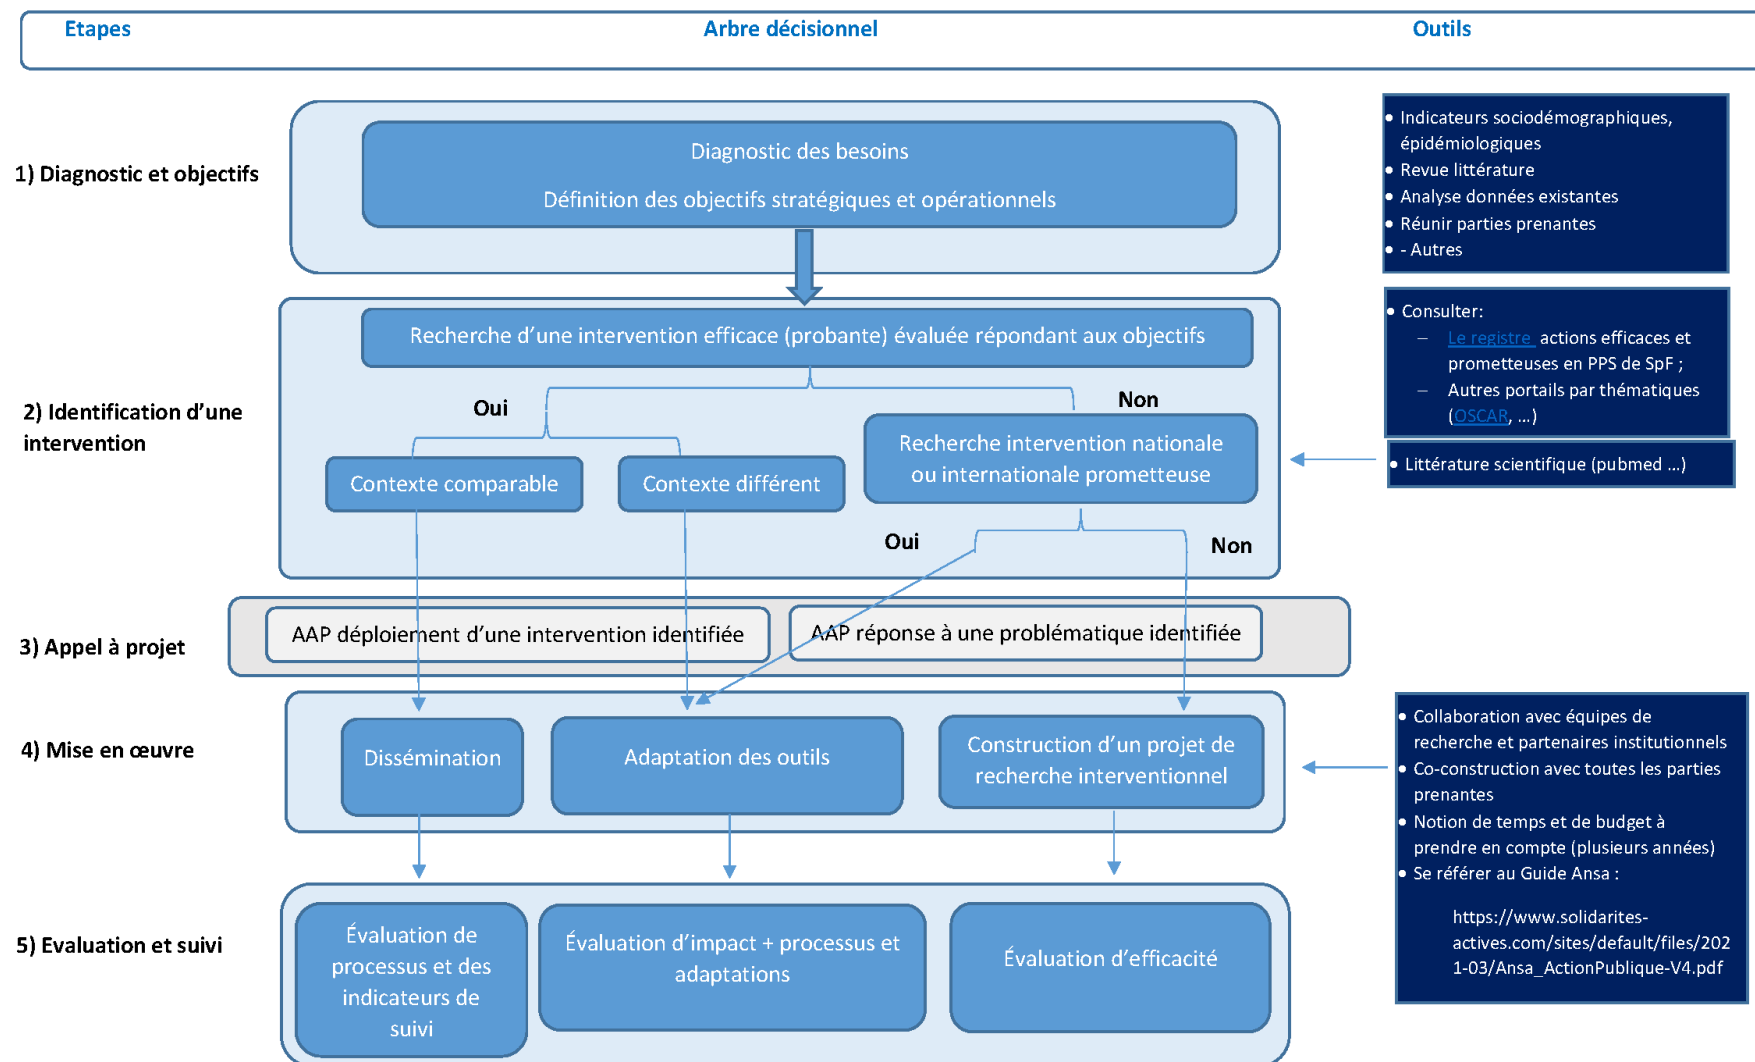 Etapes
Arbre décisionnel
Outils
1) Diagnostic et objectifs
Diagnostic des besoins
Définition des objectifs stratégiques et opérationnels
• Indicateurs sociodémographiques,
épidémiologiques
• Revue littérature
• Analyse données existantes
• Réunir parties prenantes
• - Autres
2) Identification d’une
intervention
Recherche d’une intervention efficace (probante) évaluée répondant aux objectifs
Oui
Non
Contexte comparable
Contexte différent
Recherche intervention nationale
ou internationale prometteuse
Oui
Non
• Consulter:
– Le registre actions efficaces et
prometteuses en PPS de SpF ;
– Autres portails par thématiques
(OSCAR, …)
• Littérature scientifique (pubmed …)
3) Appel à projet
AAP déploiement d’une intervention identifiée
AAP réponse à une problématique identifiée
4) Mise en œuvre
Dissémination
Adaptation des outils
Construction d’un projet de
recherche interventionnel
• Collaboration avec équipes de
recherche et partenaires institutionnels
• Co-construction avec toutes les parties
prenantes
• Notion de temps et de budget à
prendre en compte (plusieurs années)
• Se référer au Guide Ansa :
https://www.solidarites-
actives.com/sites/default/files/202
1-03/Ansa_ActionPublique-V4.pdf
5) Evaluation et suivi
Évaluation de
processus et des
indicateurs de
suivi
Évaluation d’impact + processus et
adaptations
Évaluation d’efficacité